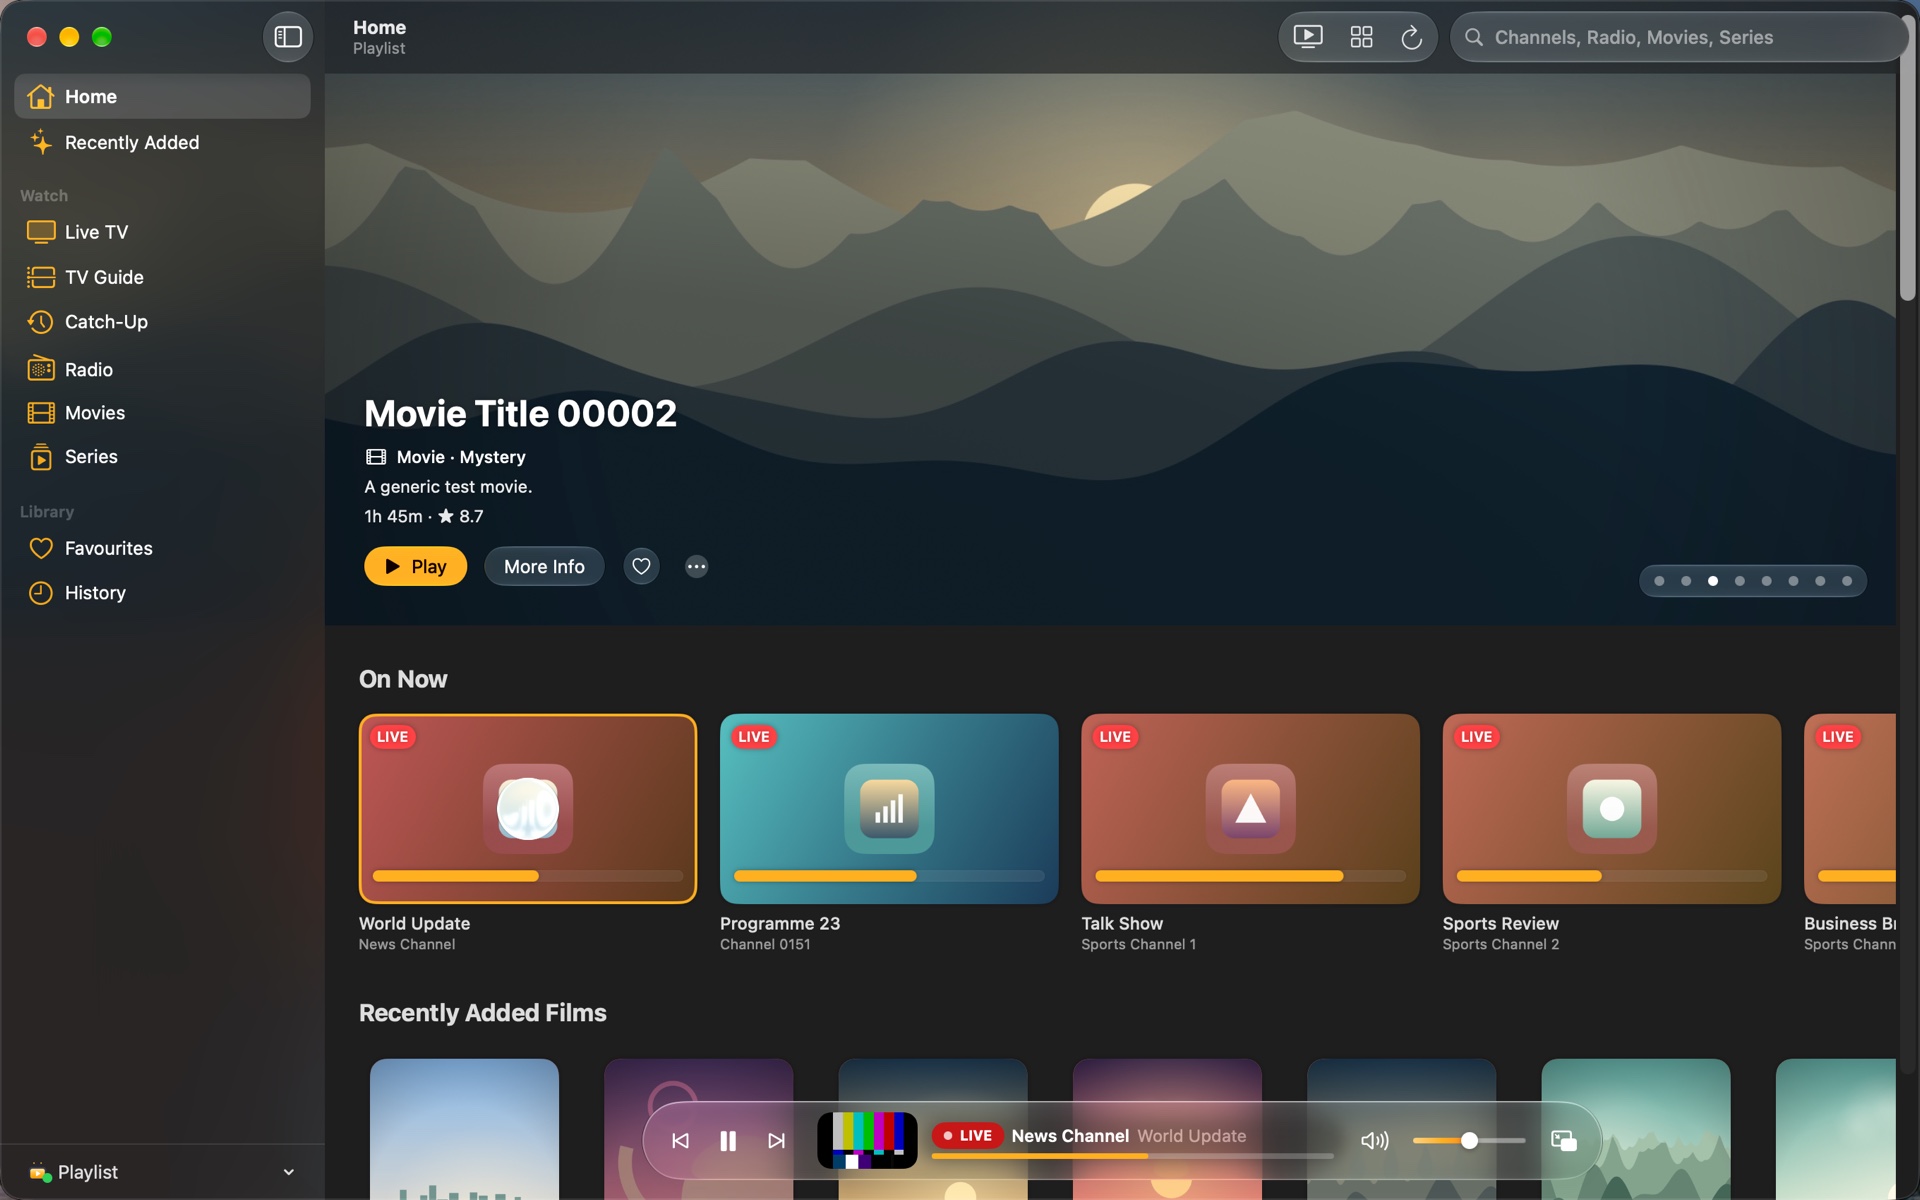 Home
Recently Added
Watch
Live TV
TV Guide
Catch-Up
Radio
Movies
Series
Library
Favourites
History
Playlist
Home
Playlist
Channels, Radio, Movies, Series
Movie Title 00002
Movie · Mystery
A generic test movie.
1h 45m · ★ 8.7
Play
More Info
On Now
LIVE
World Update
News Channel
LIVE
Programme 23
Channel 0151
LIVE
Talk Show
Sports Channel 1
LIVE
Sports Review
Sports Channel 2
LIVE
Business
Sports
Recently Added Films
LIVE News Channel World Update